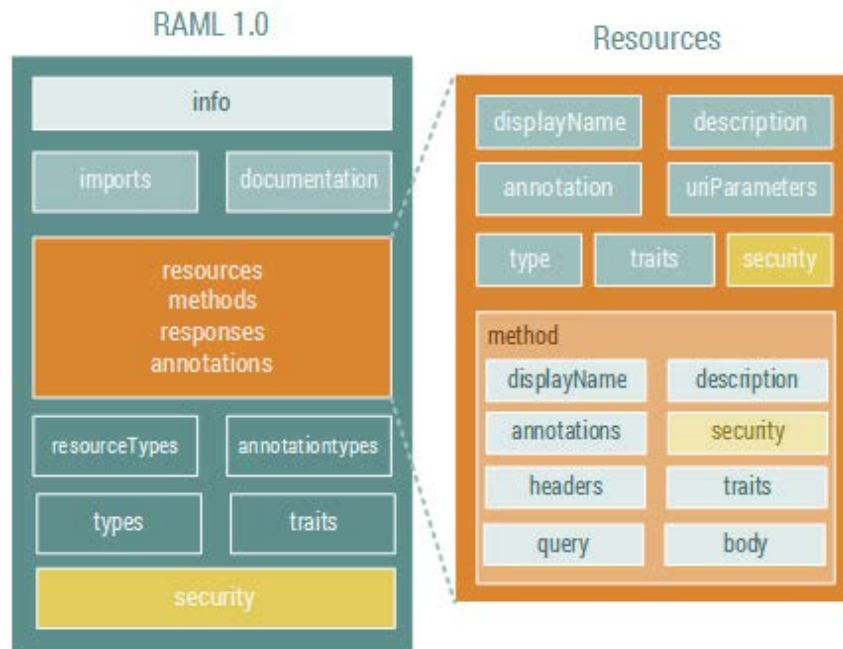 RAML 1.0
info
imports
documentation
resources
methods
responses
annotations
resourceTypes
annotationtypes
types
traits
security
Resources
displayName
description
annotation
uriParameters
type
traits
security
method
displayName
description
annotations
security
headers
traits
query
body